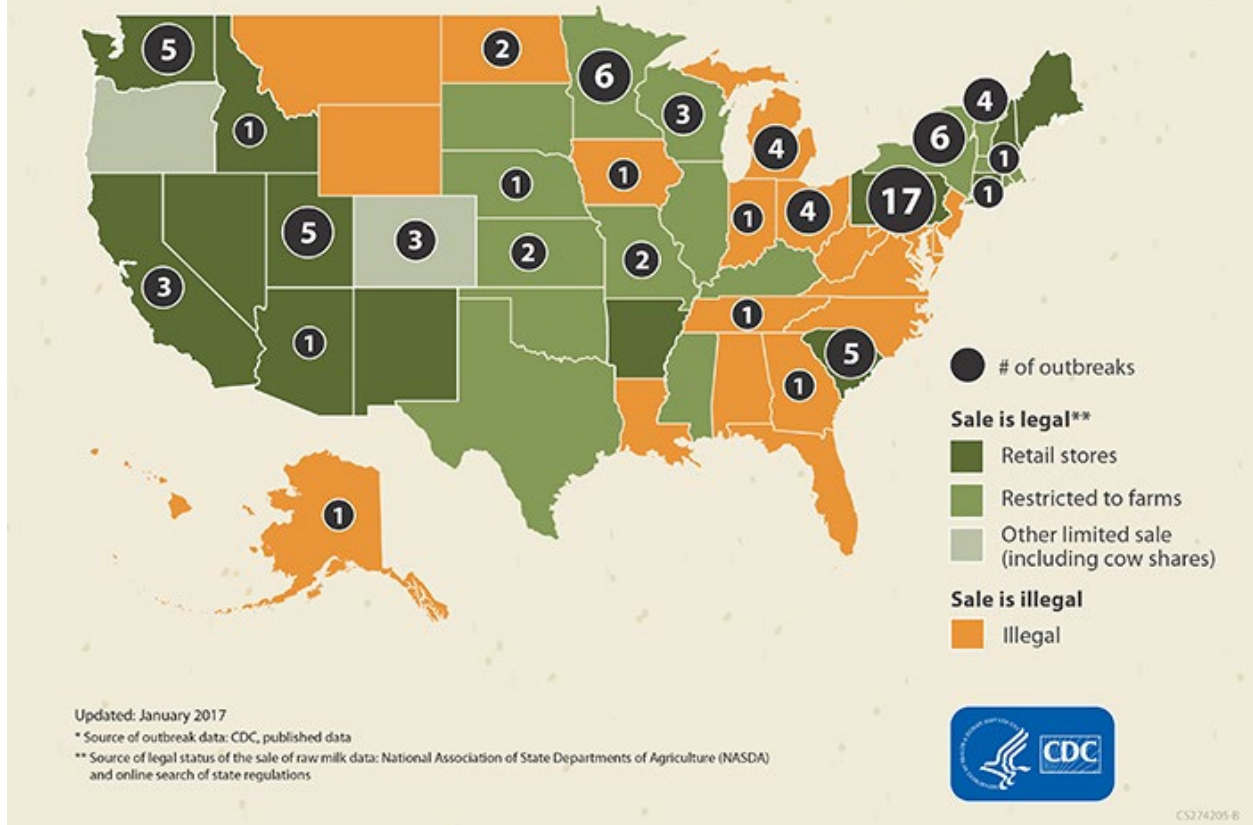 5
2
6
1
3
4
6
4
1
1
1
1
4
17
1
5
3
2
2
3
1
1
5
1
1
# of outbreaks
Sale is legal**
Retail stores
Restricted to farms
Other limited sale
(including cow shares)
Sale is illegal
Illegal
Updated: January 2017
* Source of outbreak data: CDC, published data
** Source of legal status of the sale of raw milk data: National Association of State Departments of Agriculture (NASDA)
and online search of state regulations
CDC
CS274205-B